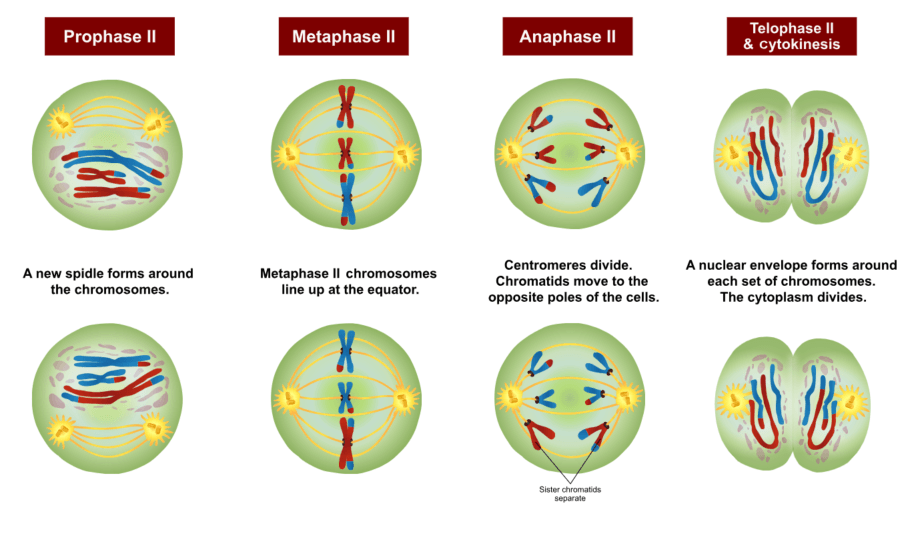 Prophase II
Metaphase II
Anaphase II
Telophase II
& Cytokinesis
A new spidle forms around
the chromosomes.
Metaphase II chromosomes
line up at the equator.
Centromeres divide.
Chromatids move to the
opposite poles of the cells.
A nuclear envelope forms around
each set of chromosomes.
The cytoplasm divides.
Sister chromatids
separate